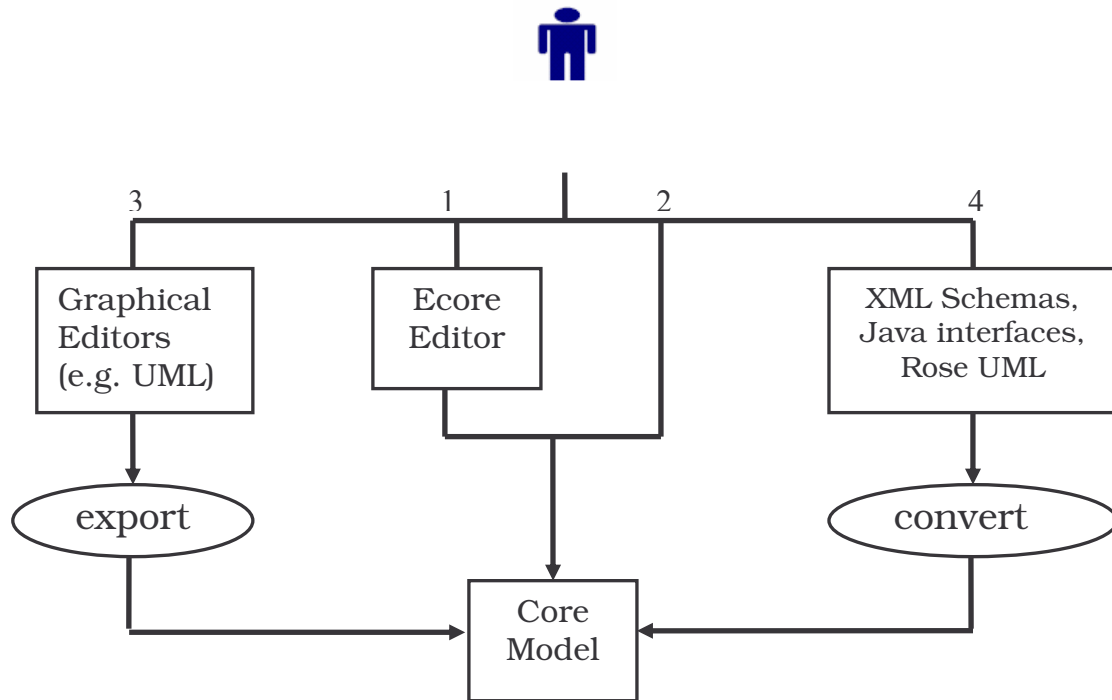 3
1
2
4
Graphical
Editors
(e.g. UML)
Ecore
Editor
XML Schemas,
Java interfaces,
Rose UML
export
convert
Core
Model